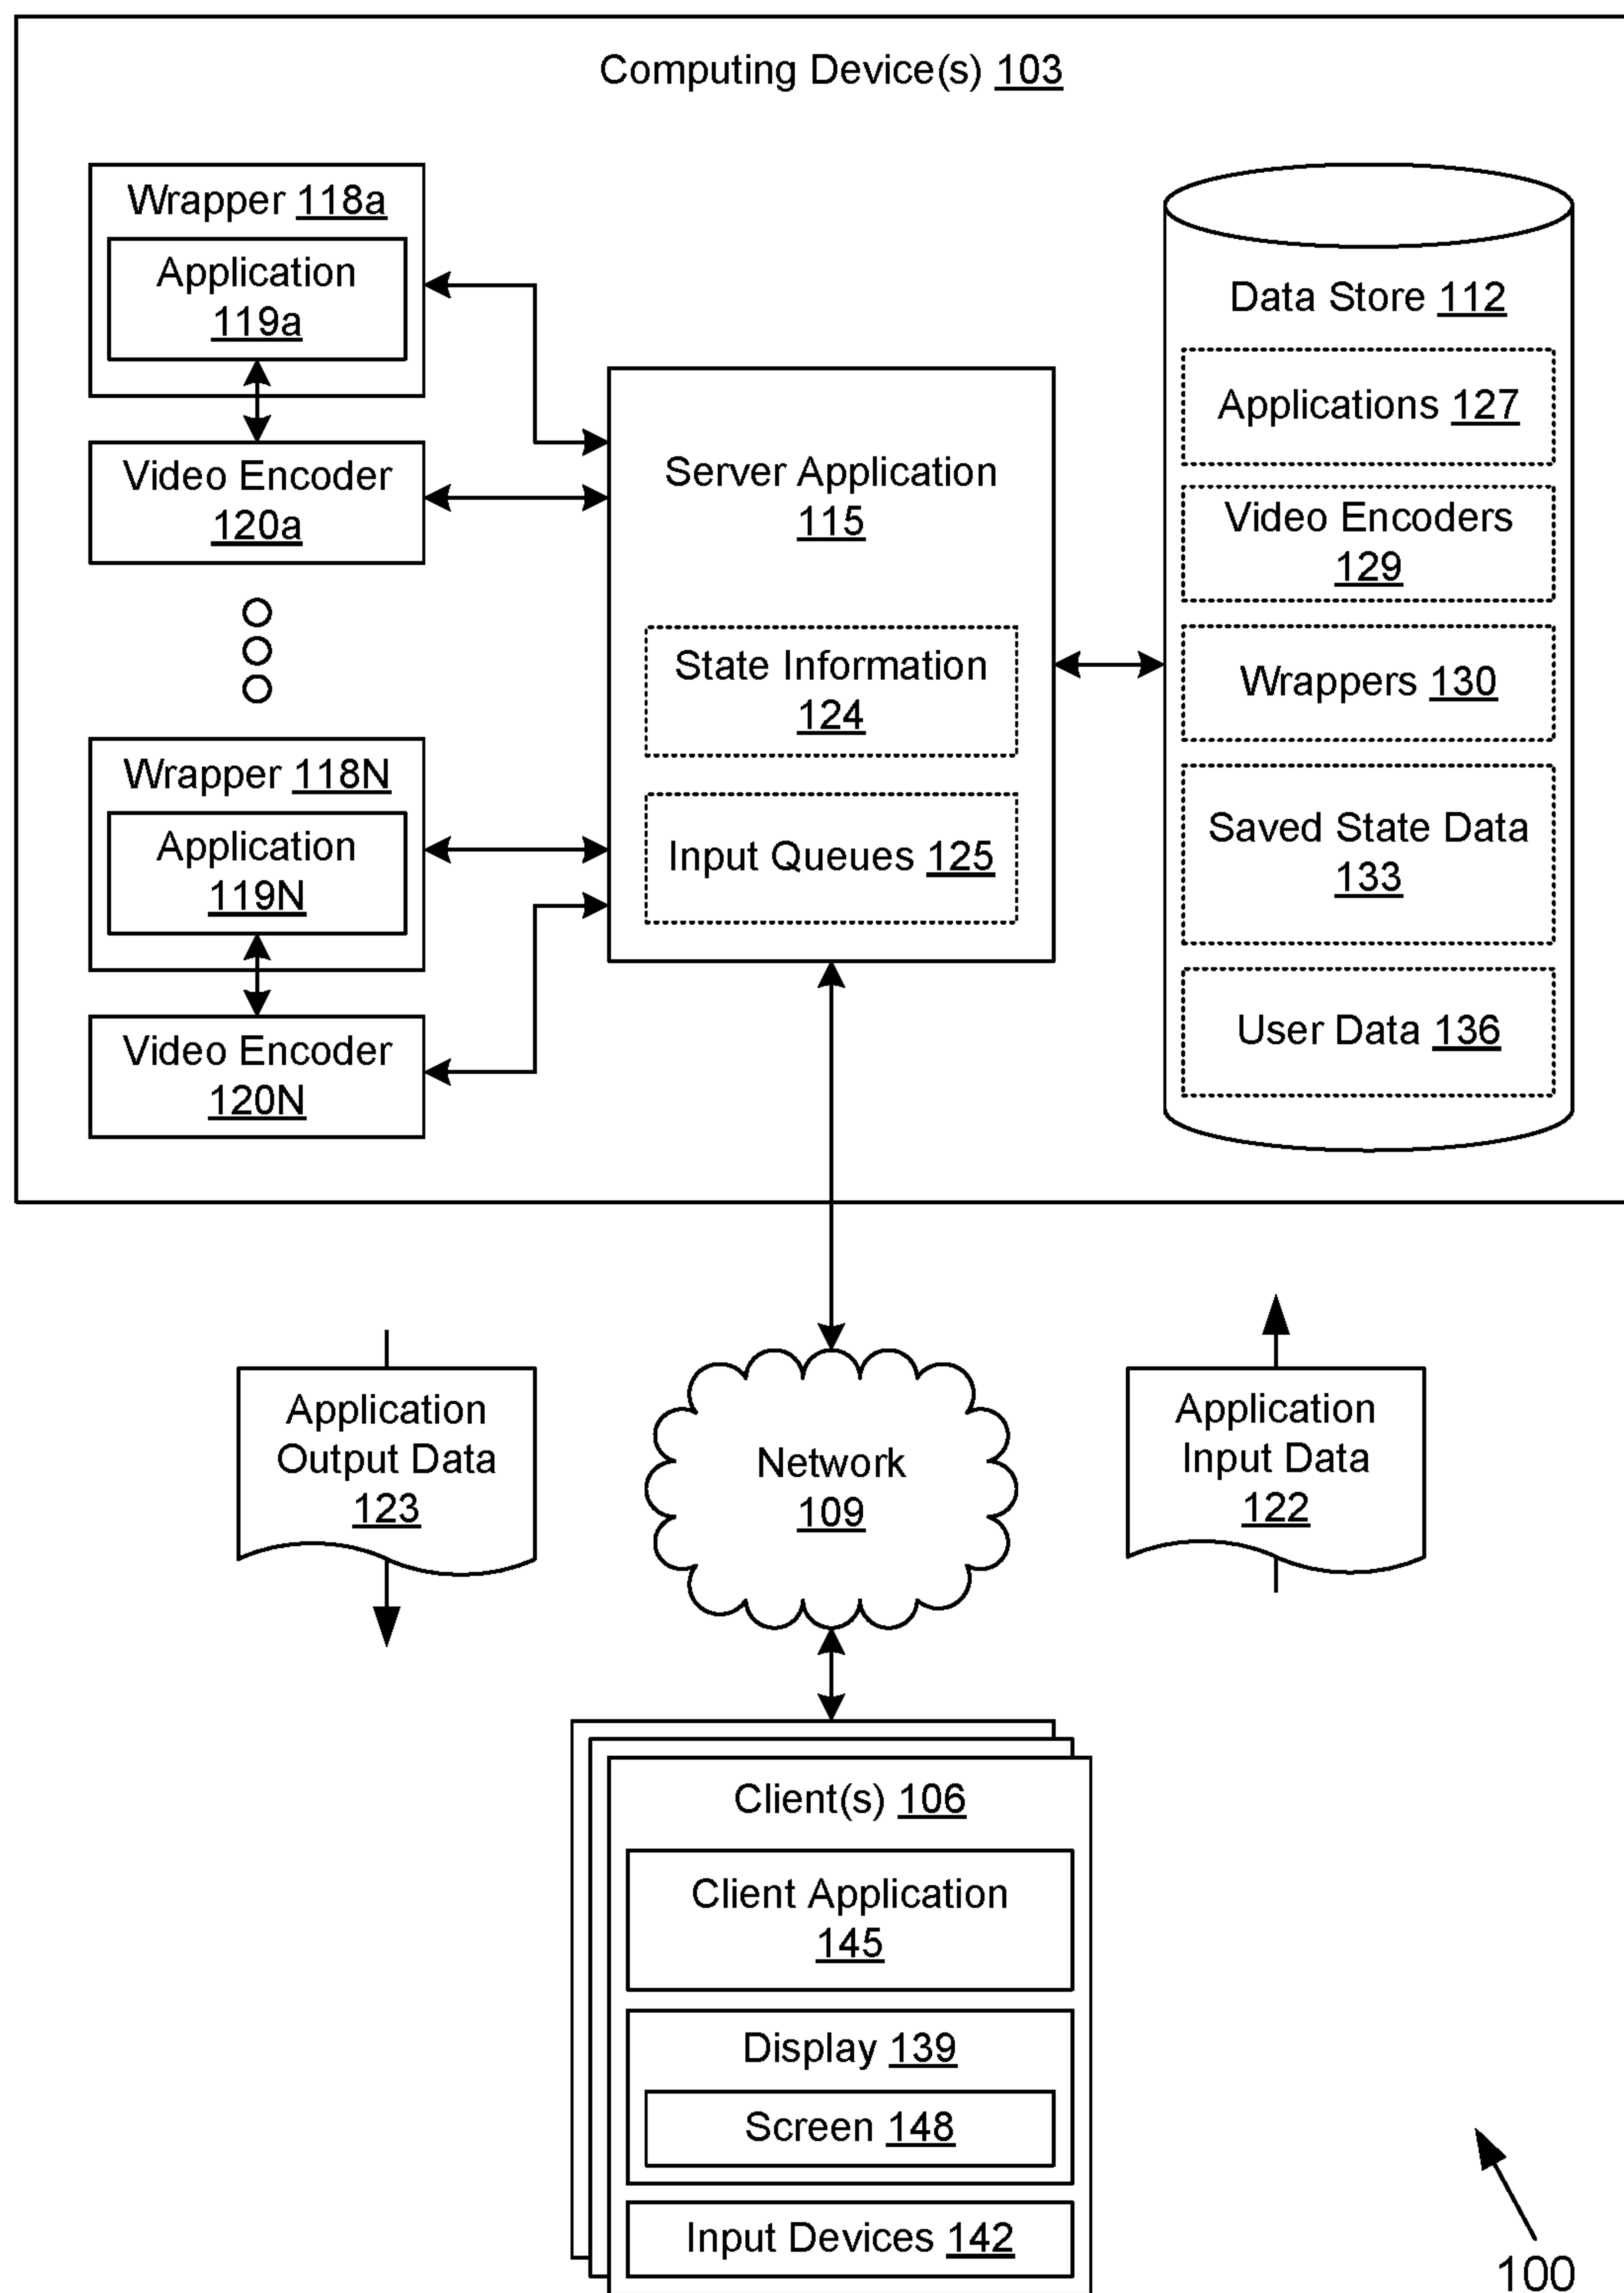 Computing Device(s) 103
Wrapper 118a
Application
119a
Video Encoder
120a
Wrapper 118N
Application
119N
Video Encoder
120N
Server Application
115
State Information
124
Input Queues 125
Data Store 112
Applications 127
Video Encoders
129
Wrappers 130
Saved State Data
133
User Data 136
Application
Output Data
123
Network
109
Application
Input Data
122
Client(s) 106
Client Application
145
Display 139
Screen 148
Input Devices 142
100